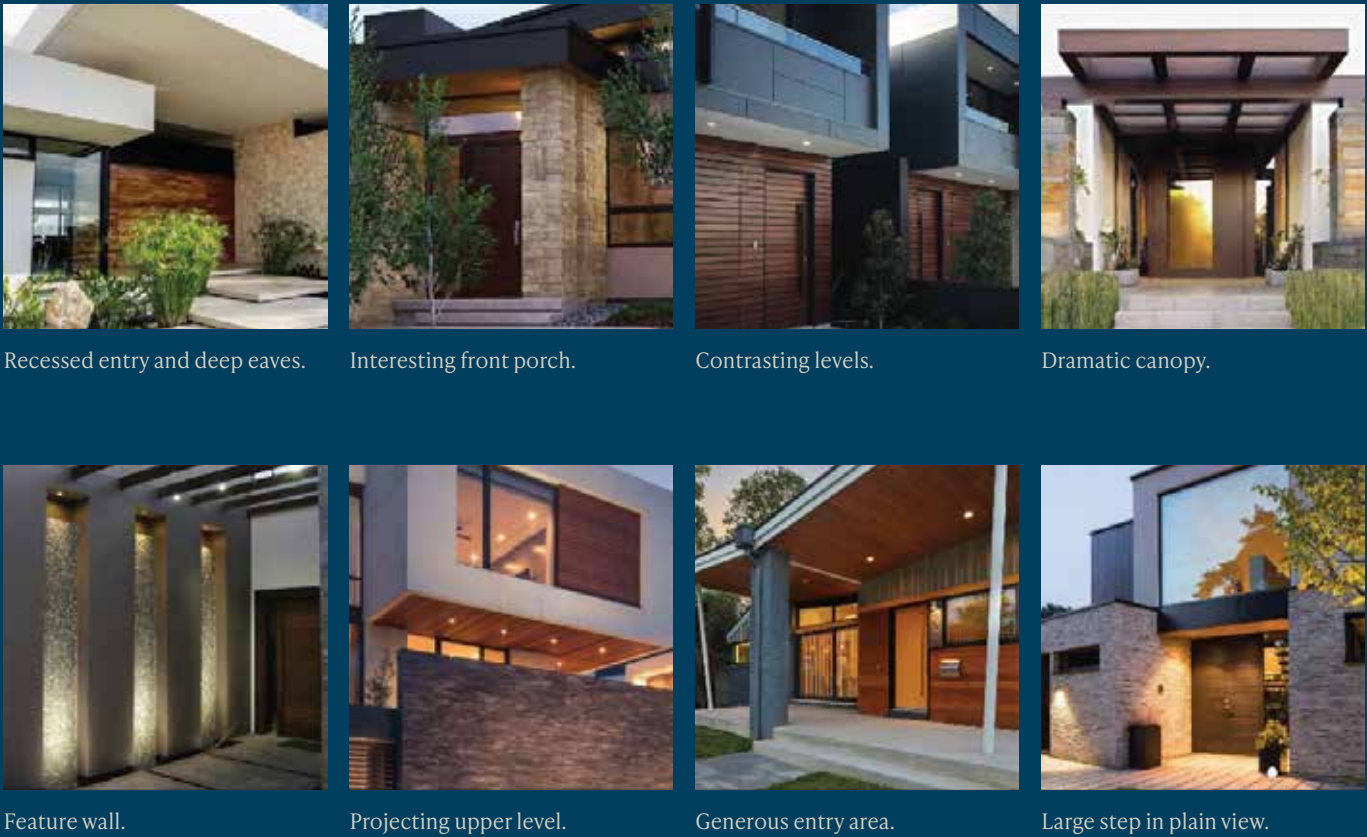 Recessed entry and deep eaves.
Interesting front porch.
Contrasting levels.
Dramatic canopy.
Feature wall.
Projecting upper level.
Generous entry area.
Large step in plain view.